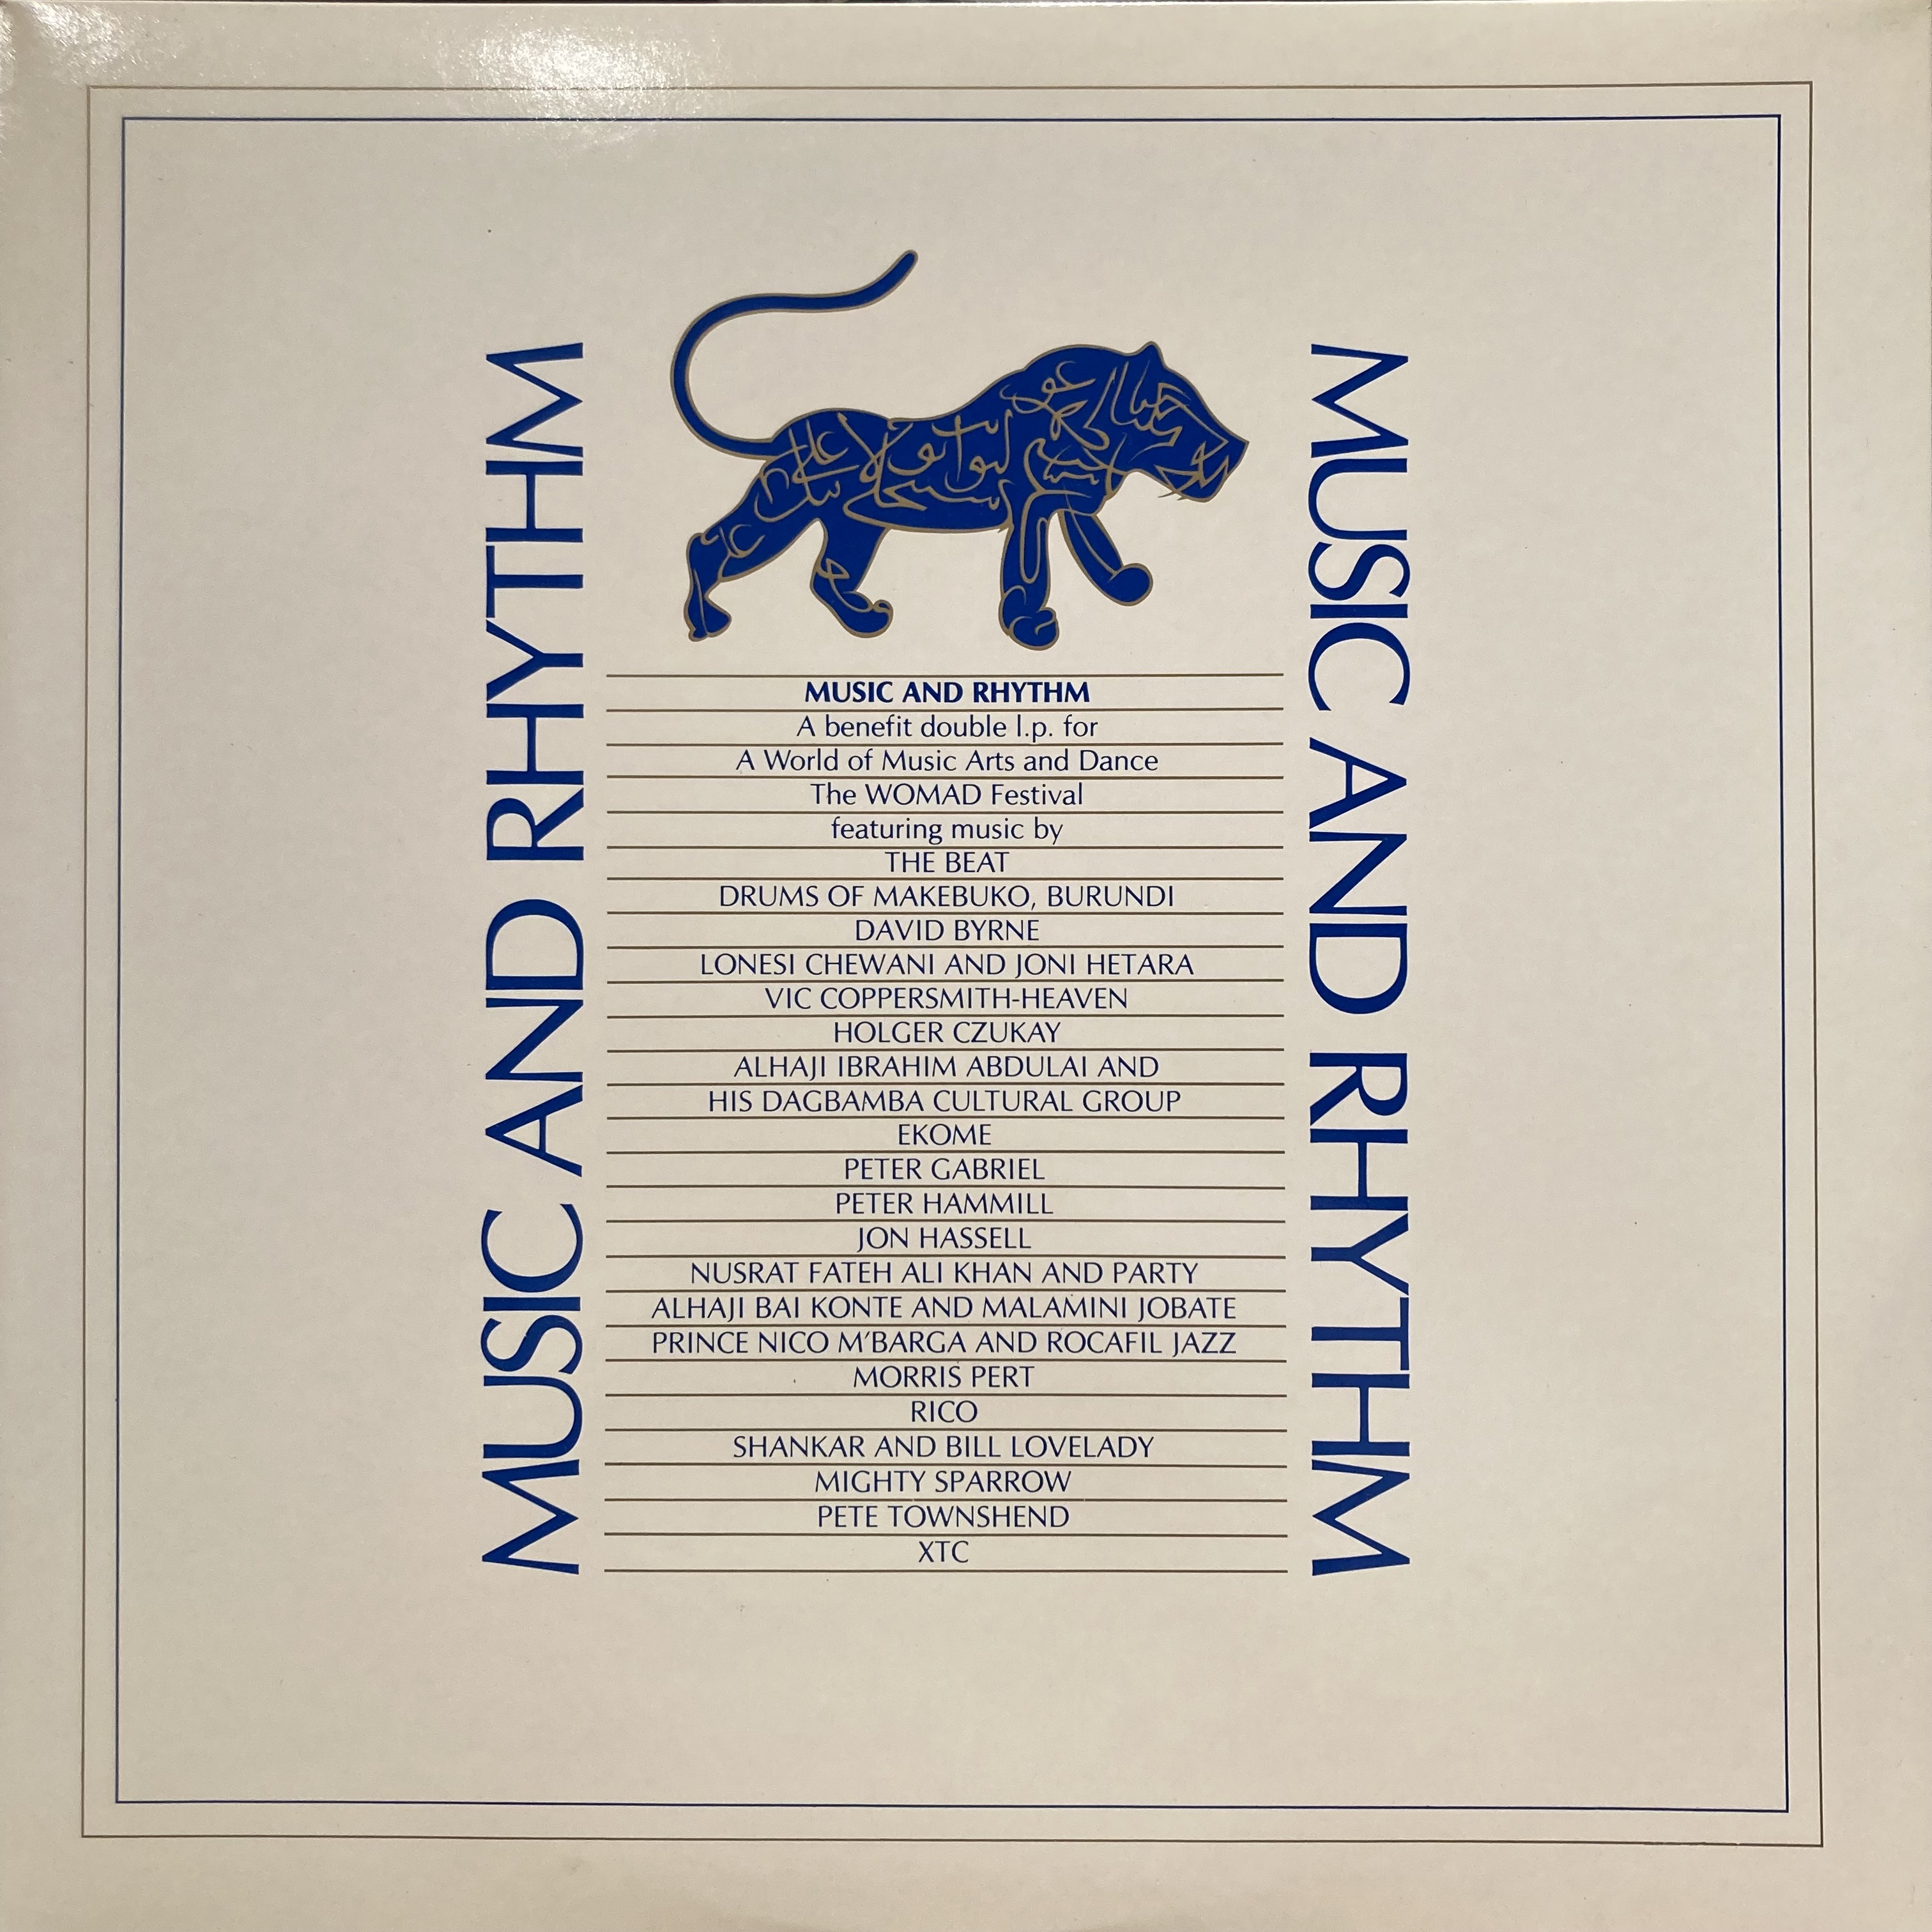 MUSIC AND RHYTHM
MUSIC AND RHYTHM
MUSIC AND RHYTHM
A benefit double l.p. for
A World of Music Arts and Dance
The WOMAD Festival
featuring music by
THE BEAT
DRUMS OF MAKEBUKO, BURUNDI
DAVID BYRNE
LONESI CHEWANI AND JONI HETARA
VIC COPPERSMITH-HEAVEN
HOLGER CZUKAY
ALHAJI IBRAHIM ABDULAI AND
HIS DAGBAMBA CULTURAL GROUP
EKOME
PETER GABRIEL
PETER HAMMILL
JON HASSELL
NUSRAT FATEH ALI KHAN AND PARTY
ALHAJI BAI KONTE AND MALAMINI JOBATE
PRINCE NICO M'BARGA AND ROCAFIL JAZZ
MORRIS PERT
RICO
SHANKAR AND BILL LOVELADY
MIGHTY SPARROW
PETE TOWNSHEND
XTC